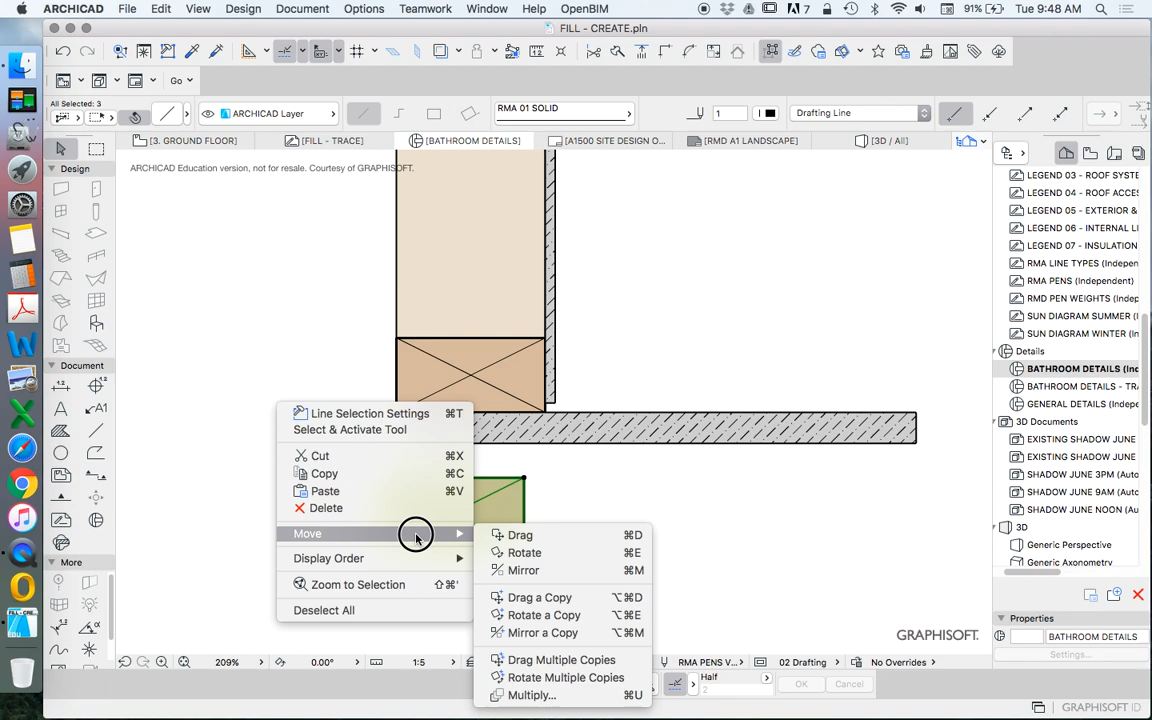 ARCHICAD File Edit View Design Document Options Teamwork Window Help OpenBIM 7 91% Tue 9:48 AM
FILL - CREATE.pln
Go
All Selected: 3
ARCHICAD Layer
RMA 01 SOLID
1
Drafting Line
[3. GROUND FLOOR] [FILL - TRACE] [BATHROOM DETAILS] [A1500 SITE DESIGN O... [RMD A1 LANDSCAPE] [3D / All]
ARCHICAD Education version, not for resale. Courtesy of GRAPHISOFT.
Design
Document
More
Line Selection Settings ⌘T
Select & Activate Tool
Cut ⌘X
Copy ⌘C
Paste ⌘V
Delete
Move
Display Order
Zoom to Selection ⇧⌘'
Deselect All
Drag ⌘D
Rotate ⌘E
Mirror ⌘M
Drag a Copy ⌥⌘D
Rotate a Copy ⌥⌘E
Mirror a Copy ⌥⌘M
Drag Multiple Copies
Rotate Multiple Copies
Multiply... ⌘U
LEGEND 03 - ROOF SYSTE
LEGEND 04 - ROOF ACCES
LEGEND 05 - EXTERIOR &
LEGEND 06 - INTERNAL LI
LEGEND 07 - INSULATION
RMA LINE TYPES (Indepen
RMA PENS (Independent)
RMD PEN WEIGHTS (Indep
SUN DIAGRAM SUMMER (I
SUN DIAGRAM WINTER (In
Details
BATHROOM DETAILS (Ind
BATHROOM DETAILS - TRA
GENERAL DETAILS (Indepe
3D Documents
EXISTING SHADOW JUNE
EXISTING SHADOW JUNE
SHADOW JUNE 3PM (Auto
SHADOW JUNE 9AM (Auto
SHADOW JUNE NOON (Au
3D
Generic Perspective
Generic Axonometry
Properties
BATHROOM DETAILS
Settings...
GRAPHISOFT.
209% 0.00° 1:5 RMA PENS V... 02 Drafting No Overrides
Half
2
OK Cancel
GRAPHISOFT ID